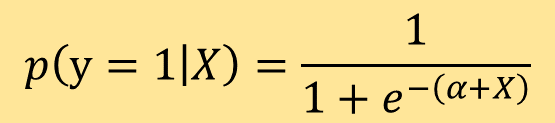 p(y = 1|X) = 1 / (1 + e^{-(α+X)})